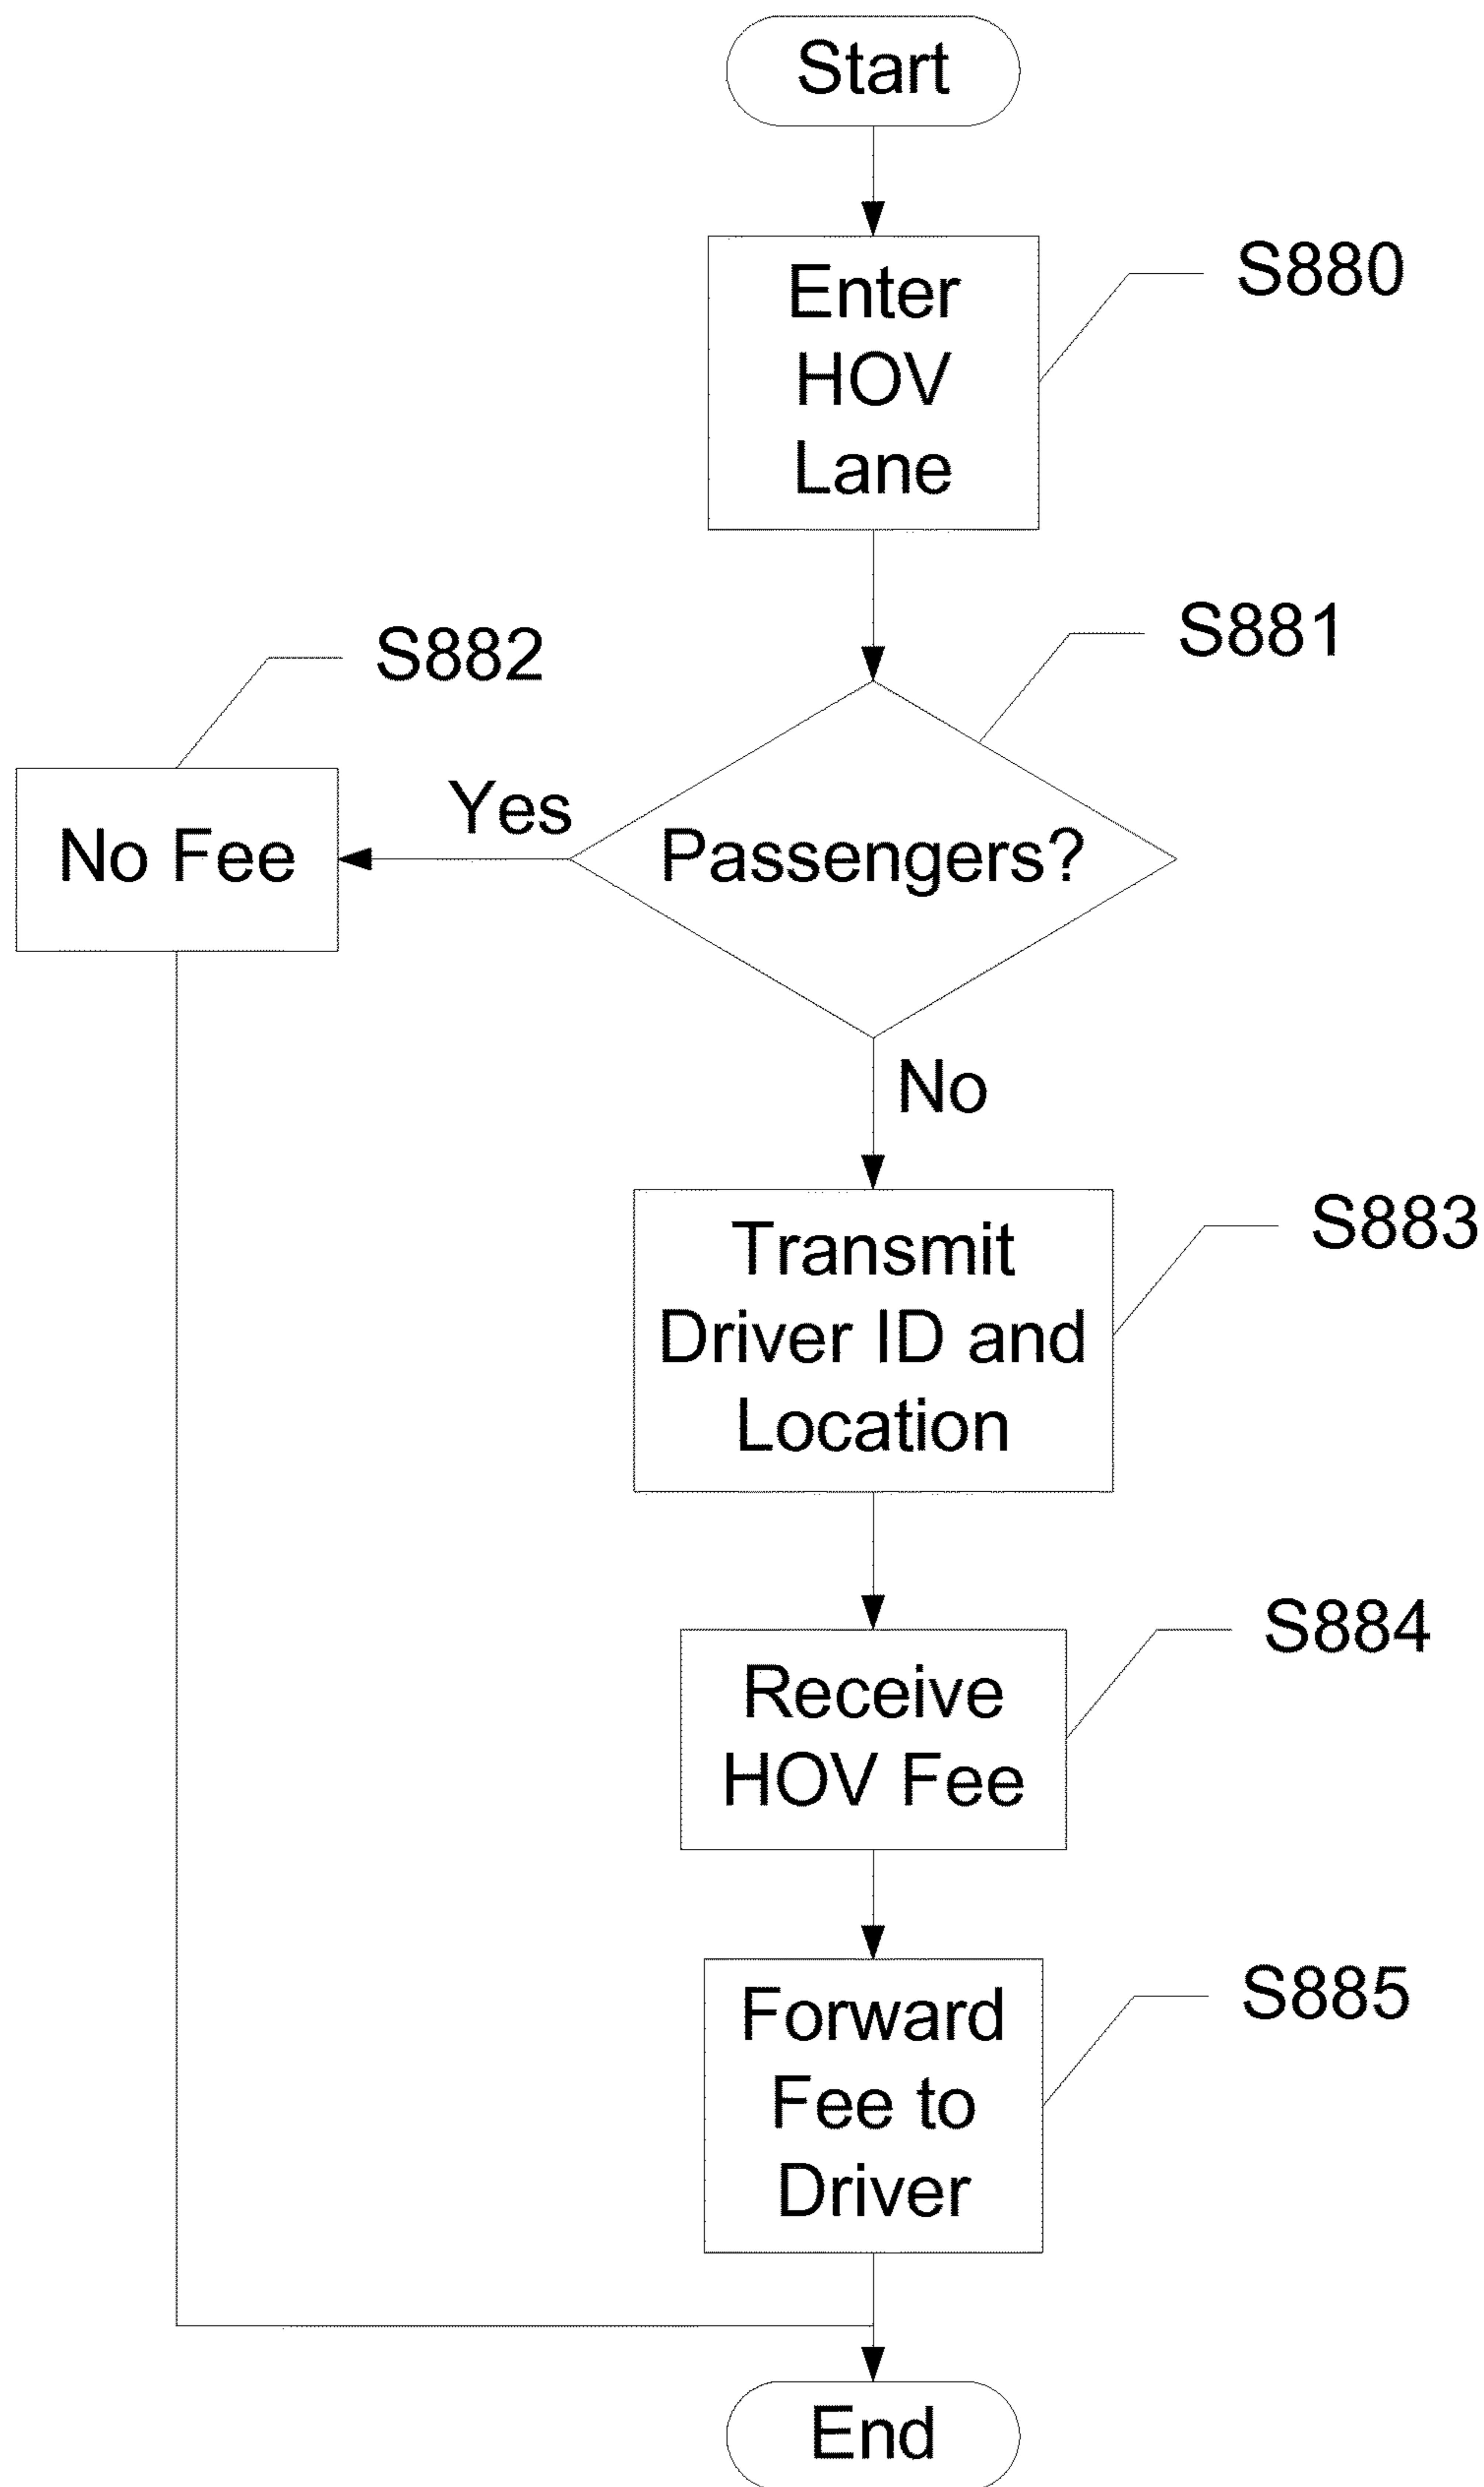 Start
Enter
HOV
Lane
S880
S881
S882
Yes
No Fee
Passengers?
No
Transmit
Driver ID and
Location
S883
Receive
HOV Fee
S884
Forward
Fee to
Driver
S885
End